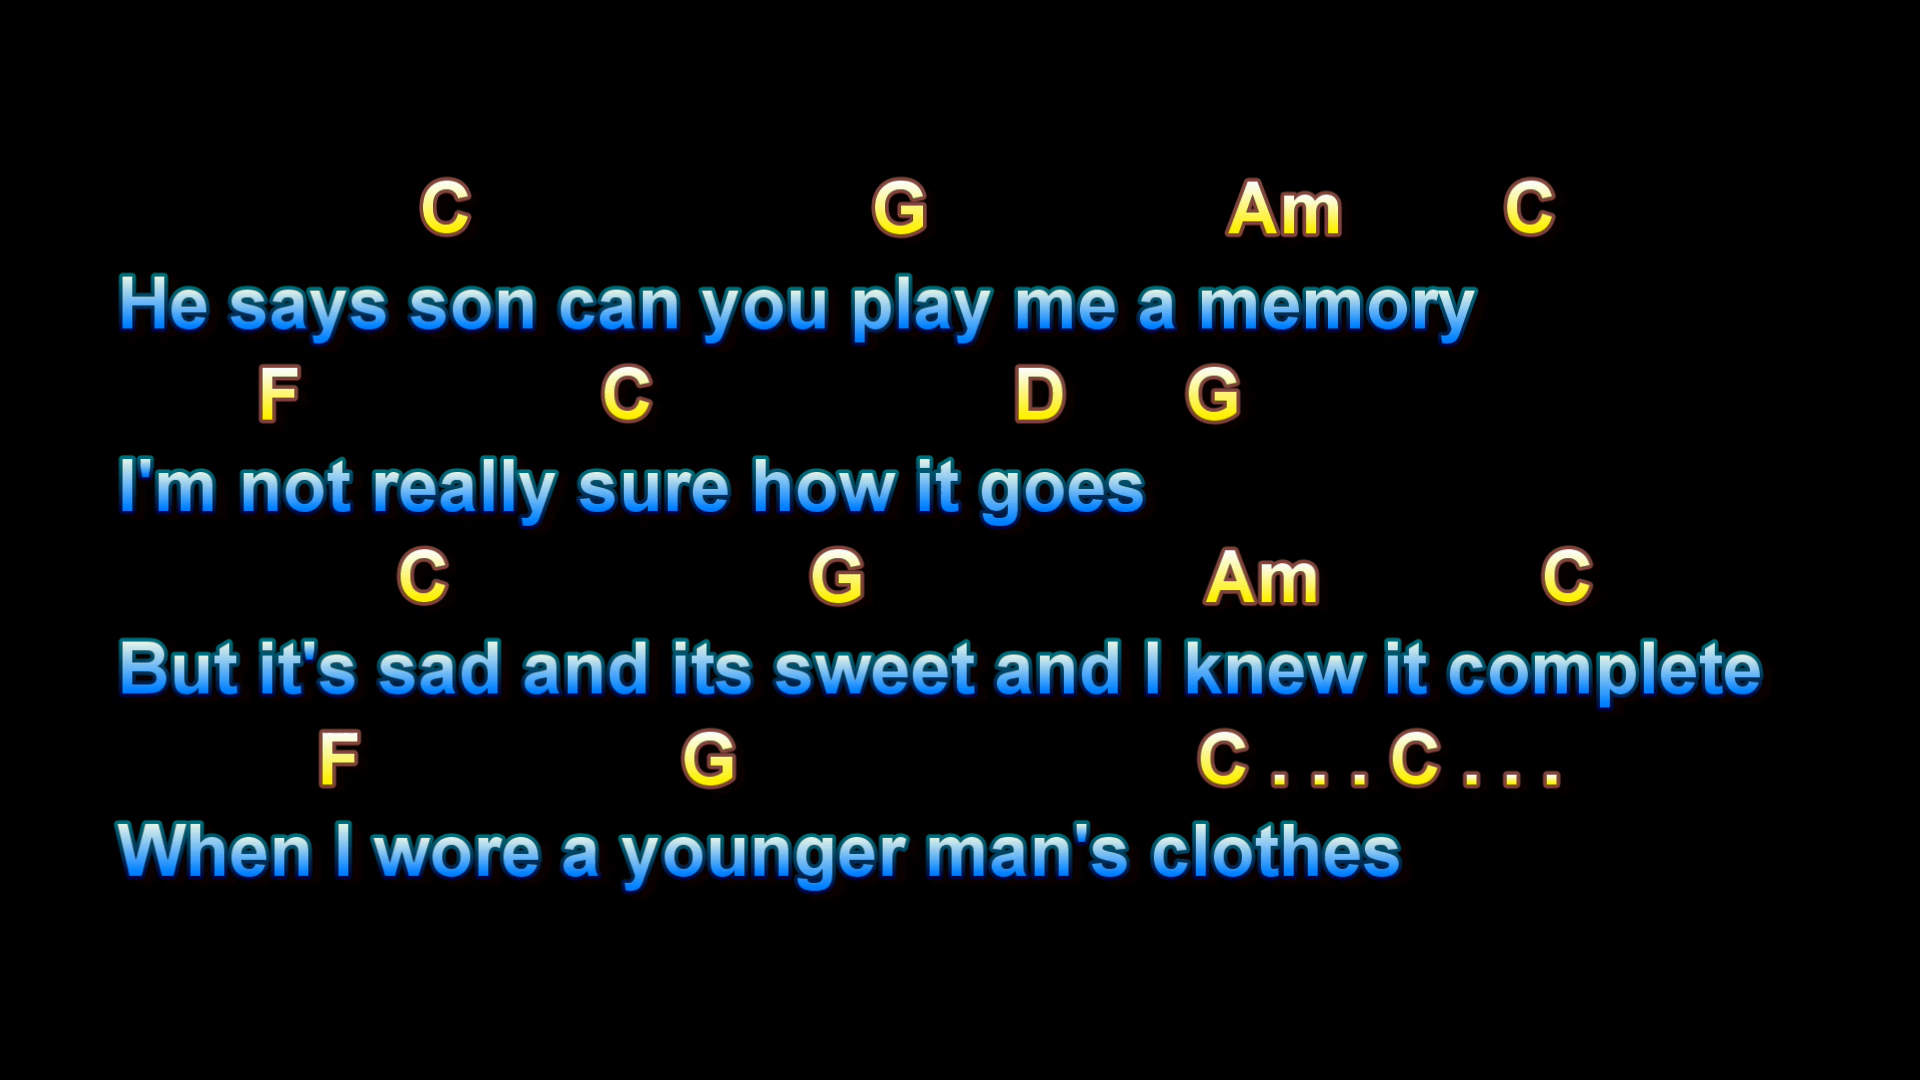 C G Am C
He says son can you play me a memory
F C D G
I'm not really sure how it goes
C G Am C
But it's sad and its sweet and I knew it complete
F G C . . . C . . .
When I wore a younger man's clothes